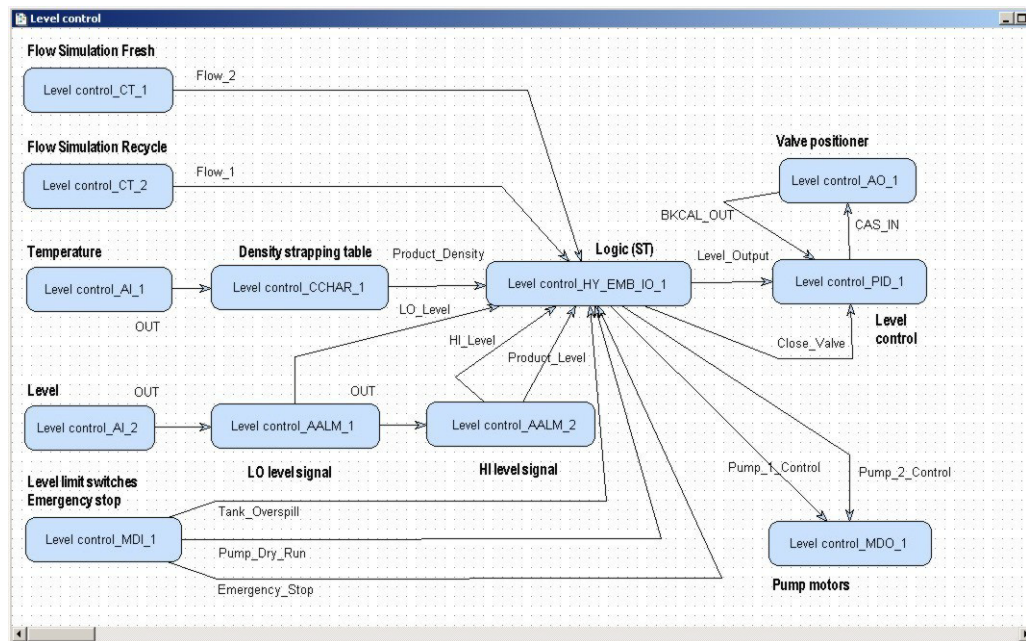 Level control
Flow Simulation Fresh
Level control_CT_1
Flow_2
Flow Simulation Recycle
Level control_CT_2
Flow_1
Valve positioner
Level control_AO_1
BKCAL_OUT
CAS_IN
Temperature
Level control_AI_1
OUT
Density strapping table
Level control_CCHAR_1
Product_Density
Logic (ST)
Level control_HY_EMB_IO_1
Level_Output
Level control_PID_1
Level
control
LO_Level
HI_Level
Product_Level
Close_Valve
Level
OUT
Level control_AI_2
Level control_AALM_1
OUT
Level control_AALM_2
LO level signal
HI level signal
Pump_1_Control
Pump_2_Control
Level limit switches
Emergency stop
Level control_MDI_1
Tank_Overspill
Pump_Dry_Run
Emergency_Stop
Level control_MDO_1
Pump motors